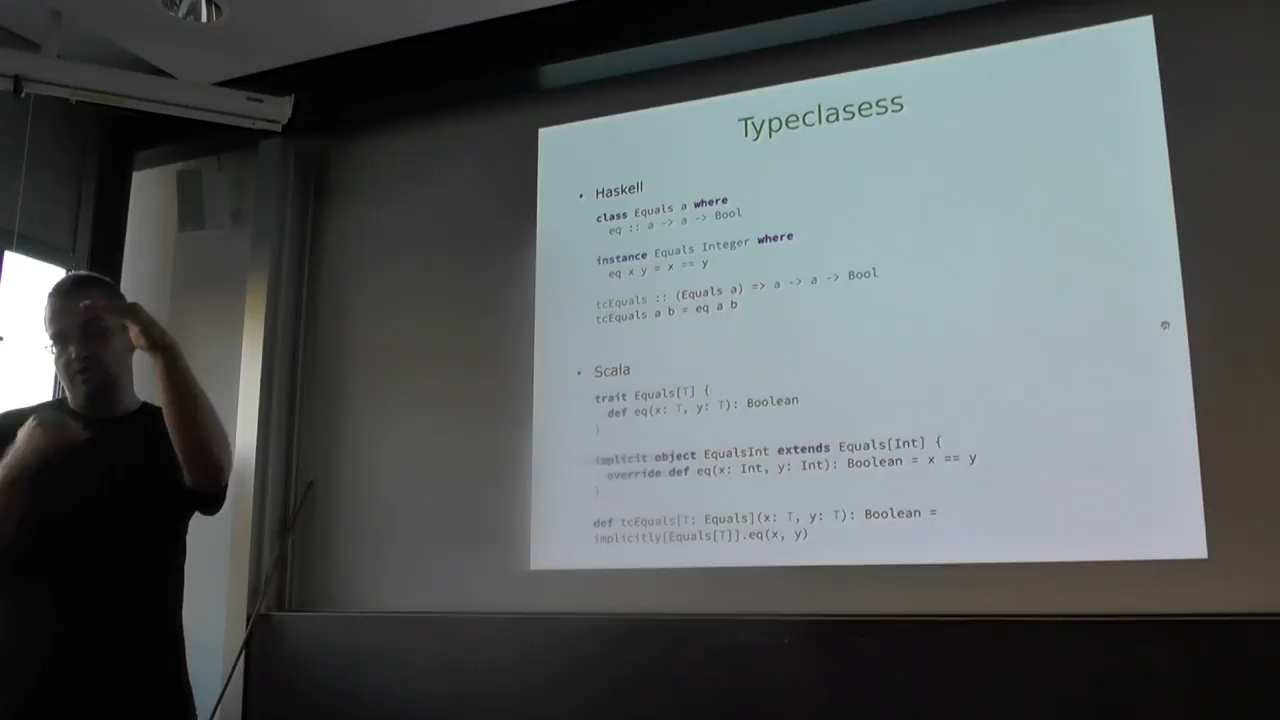 Typeclasess
• Haskell
class Equals a where
eq :: a -> a -> Bool
instance Equals Integer where
eq x y = x == y
tcEquals :: (Equals a) => a -> a -> Bool
tcEquals a b = eq a b
• Scala
trait Equals[T] {
def eq(x: T, y: T): Boolean
}
implicit object EqualsInt extends Equals[Int] {
override def eq(x: Int, y: Int): Boolean = x == y
}
def tcEquals[T: Equals](x: T, y: T): Boolean =
implicitly[Equals[T]].eq(x, y)